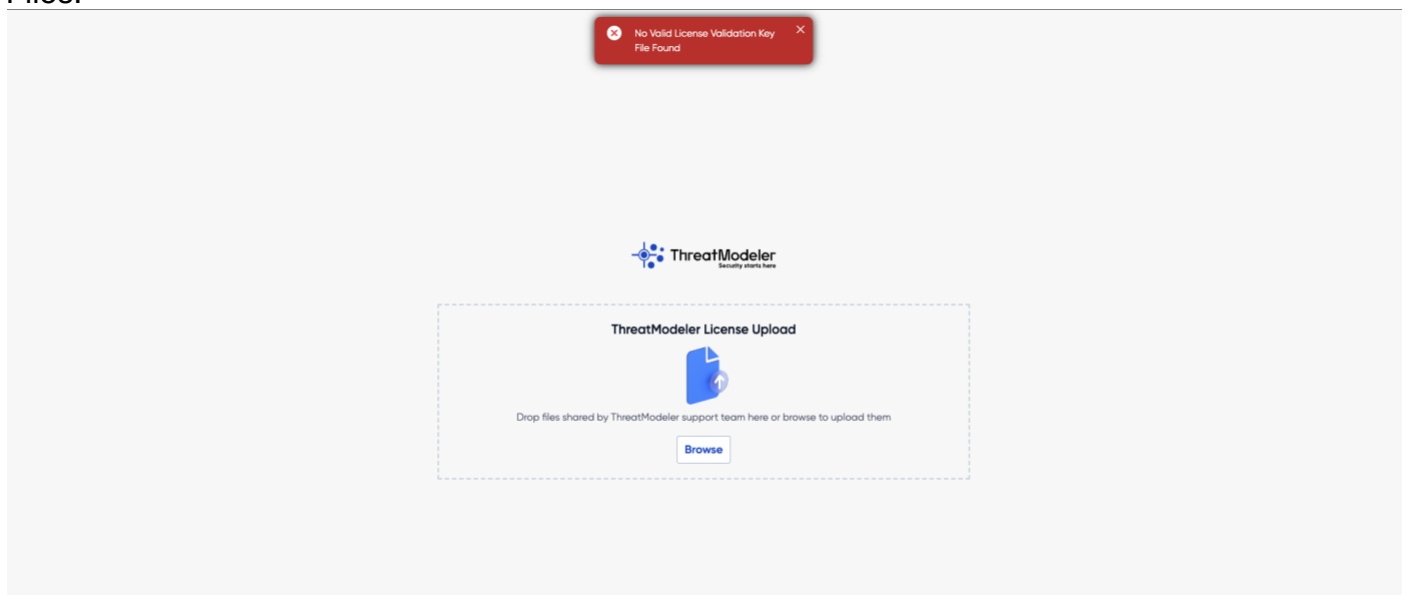 Files.
No Valid License Validation Key
File Found
ThreatModeler
Security starts here
ThreatModeler License Upload
Drop files shared by ThreatModeler support team here or browse to upload them
Browse